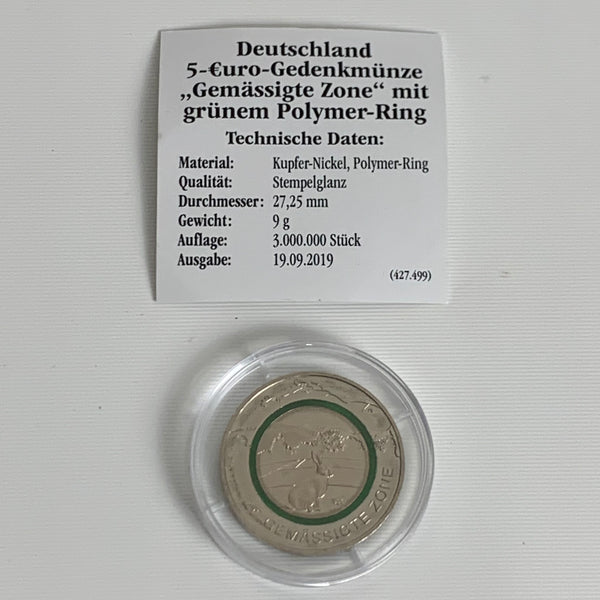 Deutschland
5-€uro-Gedenkmünze
„Gemässigte Zone“ mit
grünem Polymer-Ring
Technische Daten:
Material: Kupfer-Nickel, Polymer-Ring
Qualität: Stempelglanz
Durchmesser: 27,25 mm
Gewicht: 9 g
Auflage: 3.000.000 Stück
Ausgabe: 19.09.2019
(427.499)
GEMÄSSIGTE ZONE